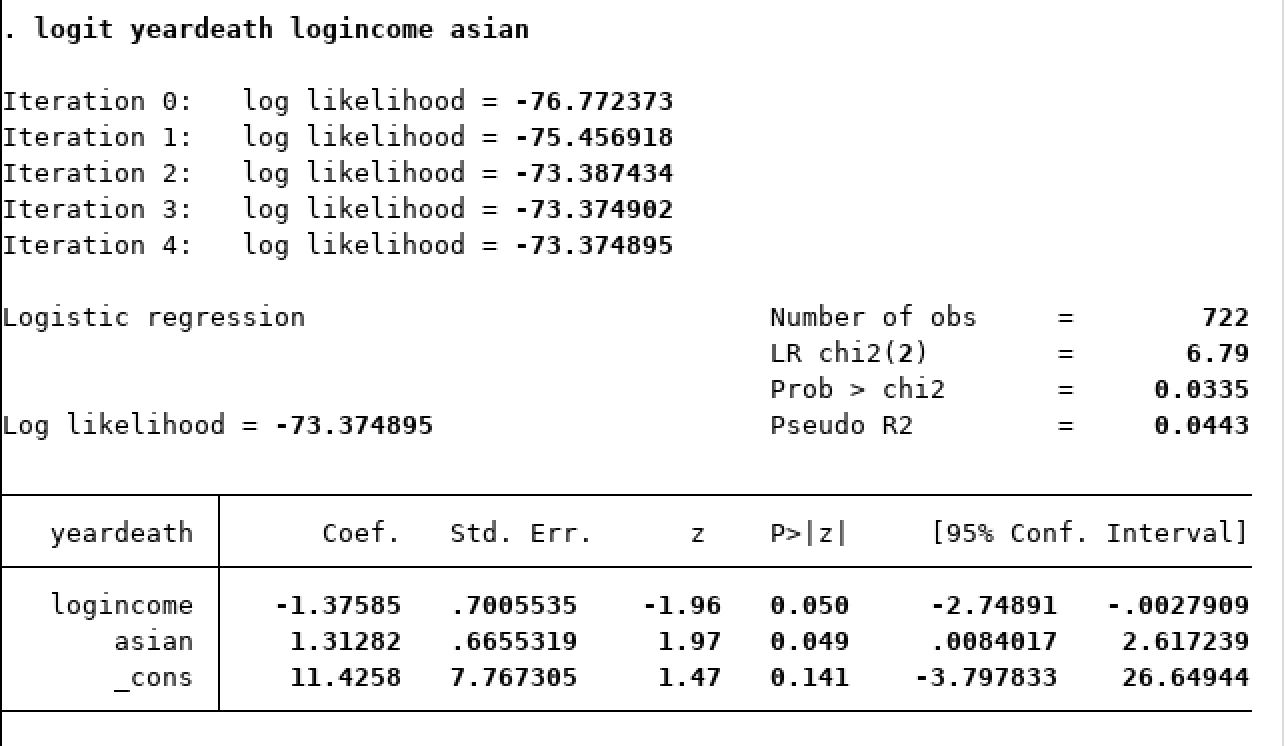 . logit yeardeath logincome asian
Iteration 0:   log likelihood = -76.772373
Iteration 1:   log likelihood = -75.456918
Iteration 2:   log likelihood = -73.387434
Iteration 3:   log likelihood = -73.374902
Iteration 4:   log likelihood = -73.374895
Logistic regression                             Number of obs     =        722
LR chi2(2)        =       6.79
Prob > chi2       =     0.0335
Log likelihood = -73.374895                     Pseudo R2         =     0.0443
yeardeath        Coef.   Std. Err.      z    P>|z|     [95% Conf. Interval]
logincome     -1.37585   .7005535    -1.96   0.050     -2.74891   -.0027909
asian      1.31282   .6655319     1.97   0.049     .0084017    2.617239
_cons      11.4258   7.767305     1.47   0.141    -3.797833    26.64944